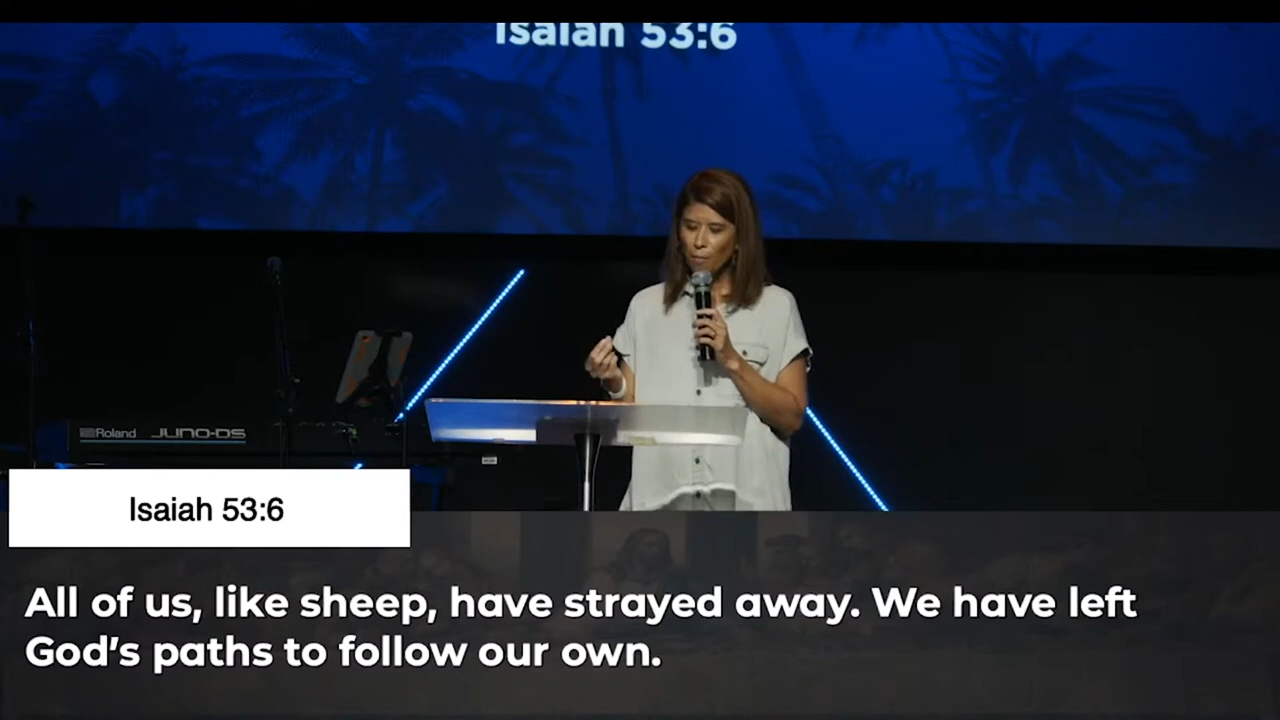 Isaiah 53:6
Roland JUNO-DS
Isaiah 53:6
All of us, like sheep, have strayed away. We have left
God's paths to follow our own.